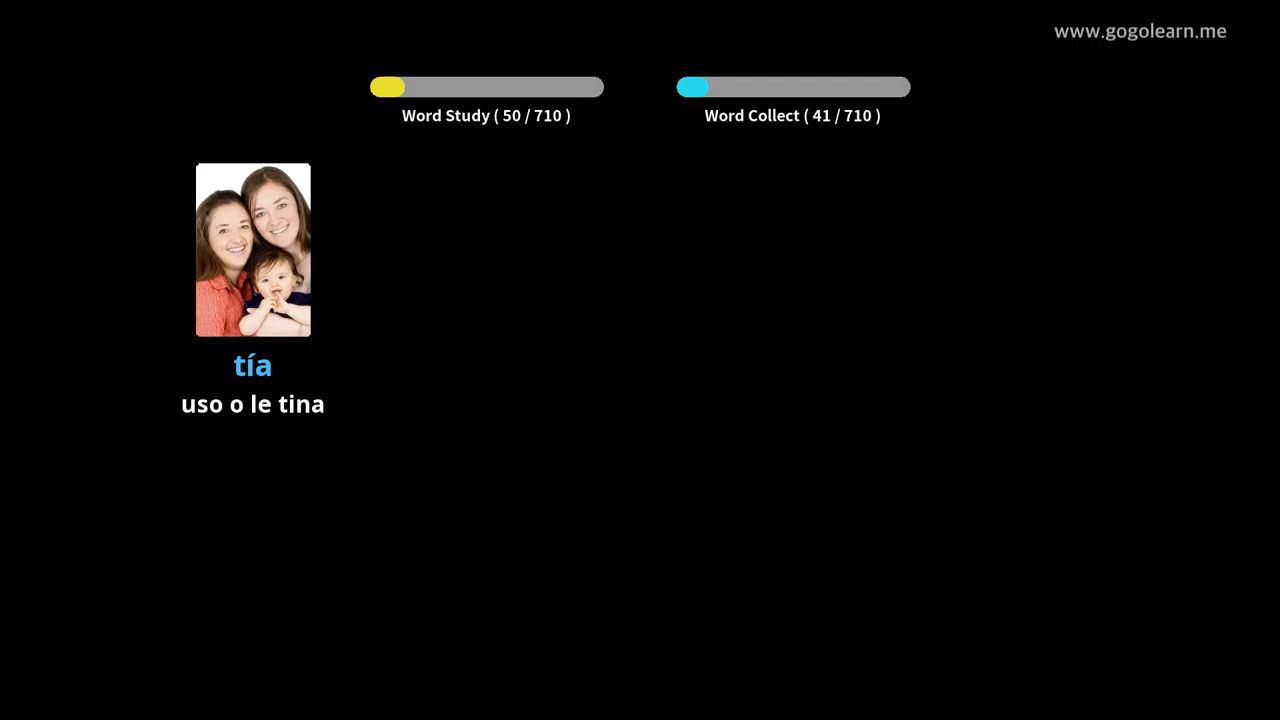 www.gogolearn.me
Word Study ( 50 / 710 )
Word Collect ( 41 / 710 )
tía
uso o le tina